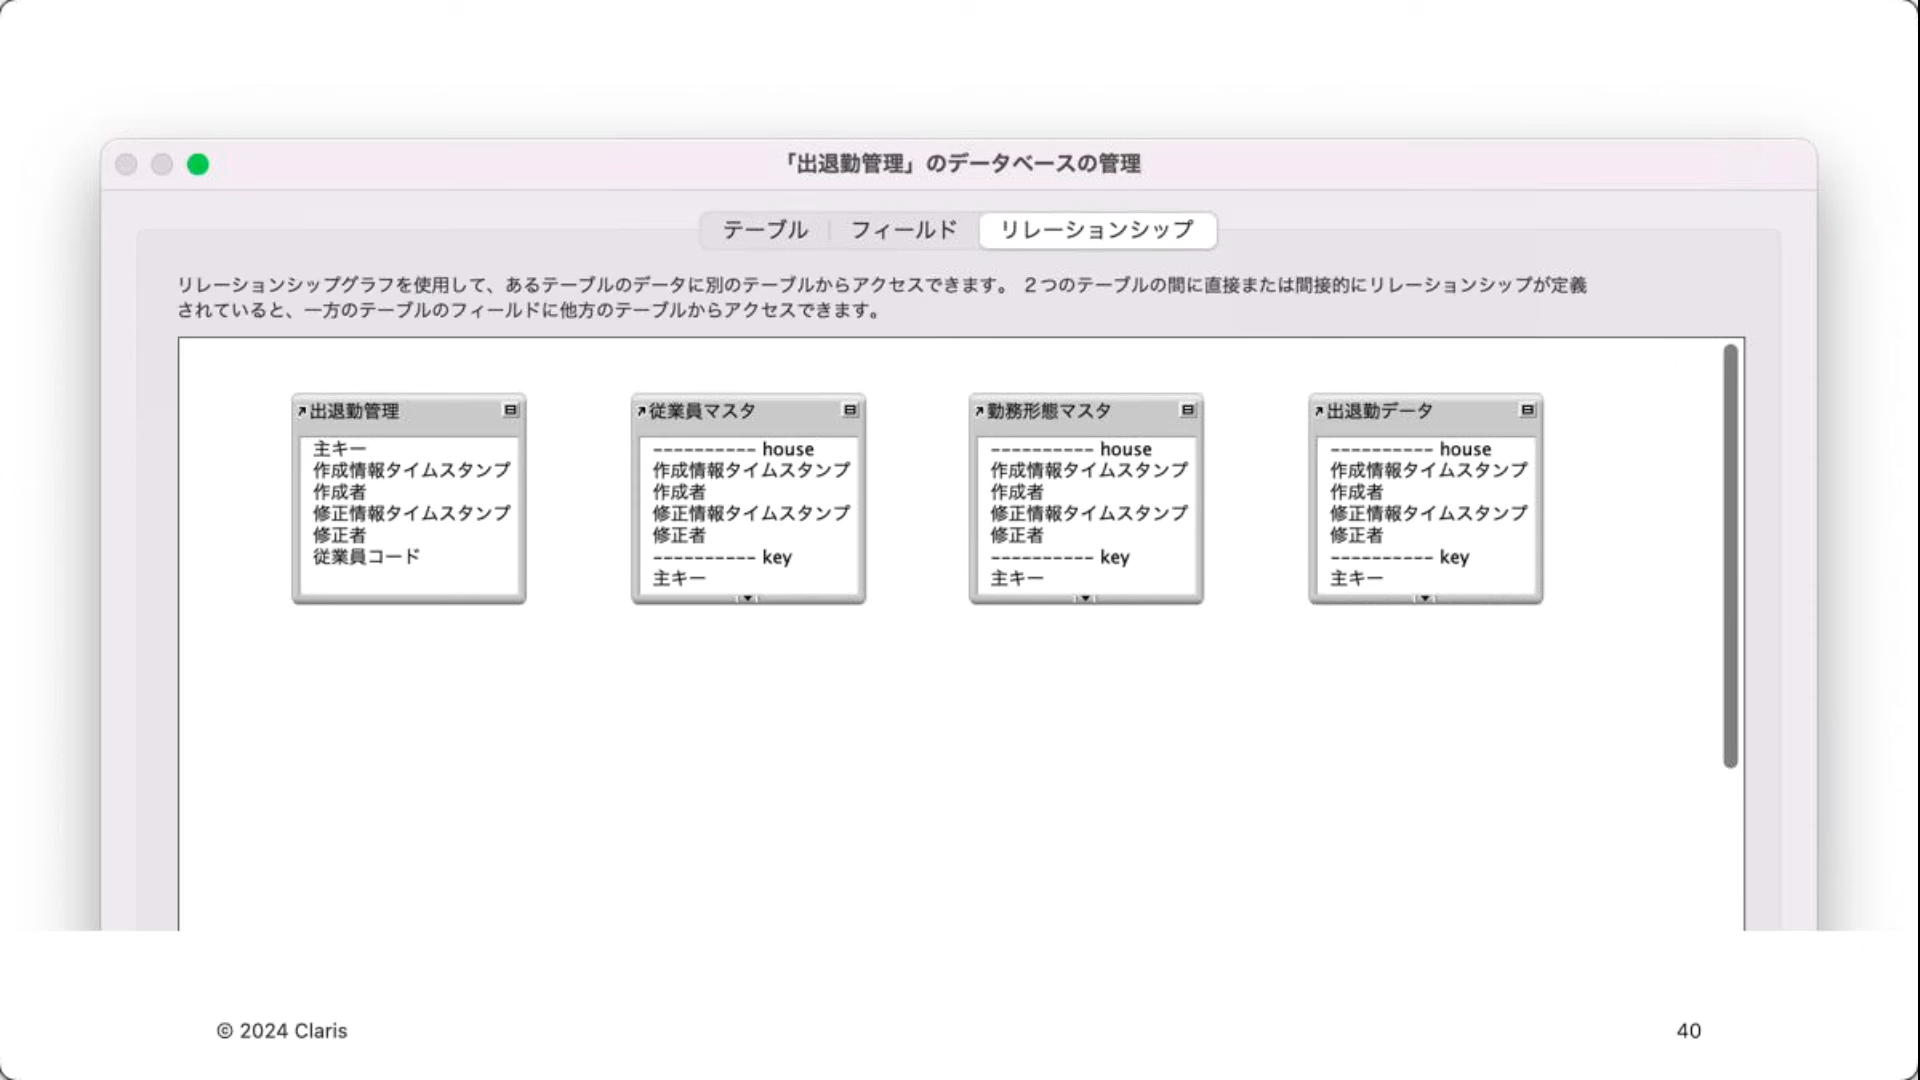 「出退勤管理」のデータベースの管理
テーブル フィールド リレーションシップ
リレーションシップグラフを使用して、あるテーブルのデータに別のテーブルからアクセスできます。 2つのテーブルの間に直接または間接的にリレーションシップが定義
されていると、一方のテーブルのフィールドに他方のテーブルからアクセスできます。
出退勤管理
主キー
作成情報タイムスタンプ
作成者
修正情報タイムスタンプ
修正者
従業員コード
従業員マスタ
---------- house
作成情報タイムスタンプ
作成者
修正情報タイムスタンプ
修正者
---------- key
主キー
勤務形態マスタ
---------- house
作成情報タイムスタンプ
作成者
修正情報タイムスタンプ
修正者
---------- key
主キー
出退勤データ
---------- house
作成情報タイムスタンプ
作成者
修正情報タイムスタンプ
修正者
---------- key
主キー
© 2024 Claris
40